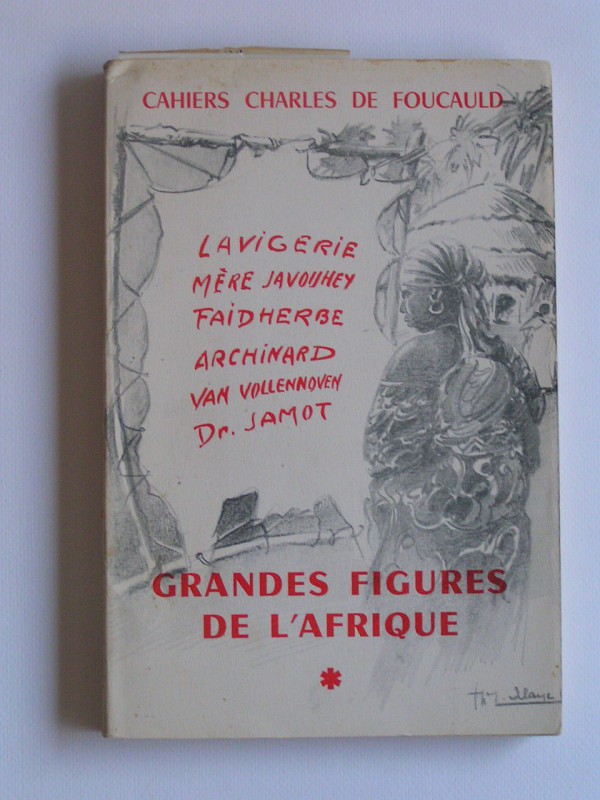 CAHIERS CHARLES DE FOUCAULD
LAVIGERIE
MÈRE JAVOUHEY
FAIDHERBE
ARCHINARD
VAN VOLLENHOVEN
Dr. JAMOT
GRANDES FIGURES
DE L'AFRIQUE
*